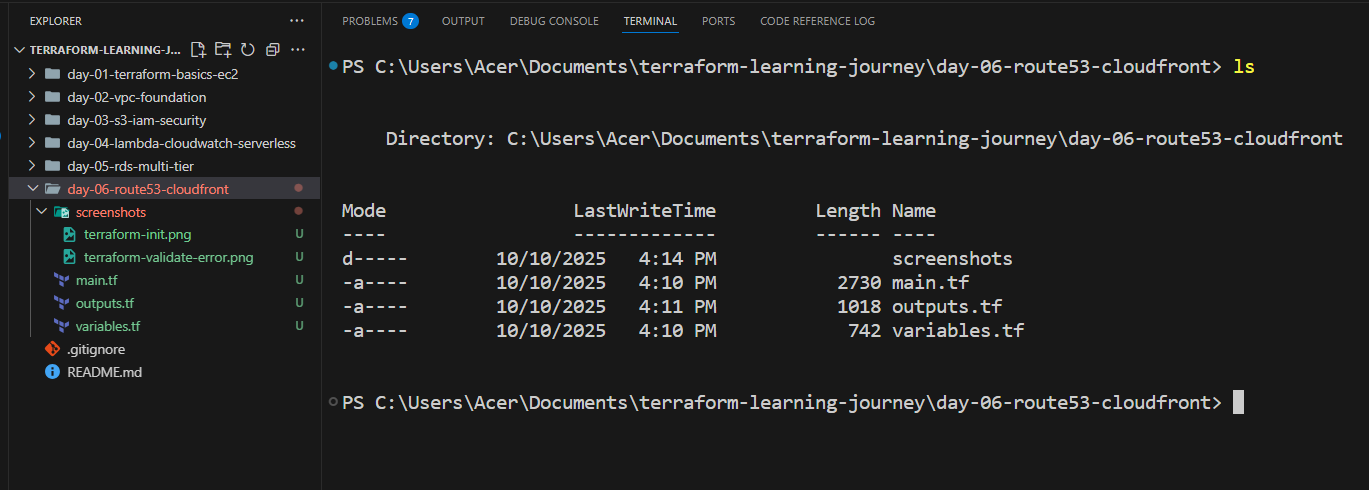 EXPLORER
TERRAFORM-LEARNING-J...
day-01-terraform-basics-ec2
day-02-vpc-foundation
day-03-s3-iam-security
day-04-lambda-cloudwatch-serverless
day-05-rds-multi-tier
day-06-route53-cloudfront
screenshots
terraform-init.png U
terraform-validate-error.png U
main.tf U
outputs.tf U
variables.tf U
.gitignore
README.md
PROBLEMS 7 OUTPUT DEBUG CONSOLE TERMINAL PORTS CODE REFERENCE LOG
PS C:\Users\Acer\Documents\terraform-learning-journey\day-06-route53-cloudfront> ls
Directory: C:\Users\Acer\Documents\terraform-learning-journey\day-06-route53-cloudfront
Mode LastWriteTime Length Name
---- ------------- ------ ----
d----- 10/10/2025 4:14 PM screenshots
-a---- 10/10/2025 4:10 PM 2730 main.tf
-a---- 10/10/2025 4:11 PM 1018 outputs.tf
-a---- 10/10/2025 4:10 PM 742 variables.tf
PS C:\Users\Acer\Documents\terraform-learning-journey\day-06-route53-cloudfront>